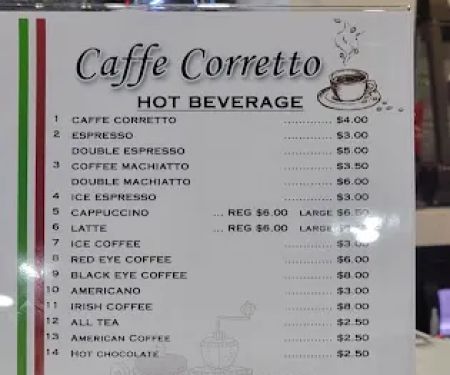 Caffe Corretto
HOT BEVERAGE
1 CAFFE CORRETTO ............ $4.00
2 ESPRESSO ............ $3.00
DOUBLE ESPRESSO ............ $5.00
3 COFFEE MACHIATTO ............ $3.50
DOUBLE MACHIATTO ............ $6.00
4 ICE ESPRESSO ............ $3.00
5 CAPPUCCINO ... REG $6.00 LARGE $6.50
6 LATTE ... REG $6.00 LARGE
7 ICE COFFEE ............ $3.00
8 RED EYE COFFEE ............ $6.00
9 BLACK EYE COFFEE ............ $8.00
10 AMERICANO ............ $3.00
11 IRISH COFFEE ............ $8.00
12 ALL TEA ............ $2.50
13 AMERICAN COFFEE ............ $2.50
14 HOT CHOCOLATE ............ $2.50